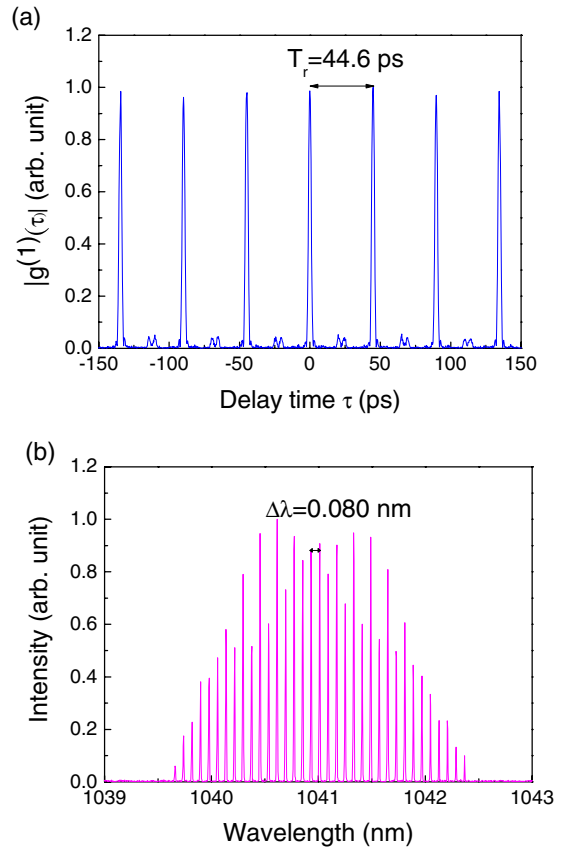 (a)
T_r=44.6 ps
|g^(1)(τ)| (arb. unit)
1.2
1.0
0.8
0.6
0.4
0.2
0.0
-150 -100 -50 0 50 100 150
Delay time τ (ps)
(b)
Δλ=0.080 nm
Intensity (arb. unit)
1.2
1.0
0.8
0.6
0.4
0.2
0.0
1039 1040 1041 1042 1043
Wavelength (nm)